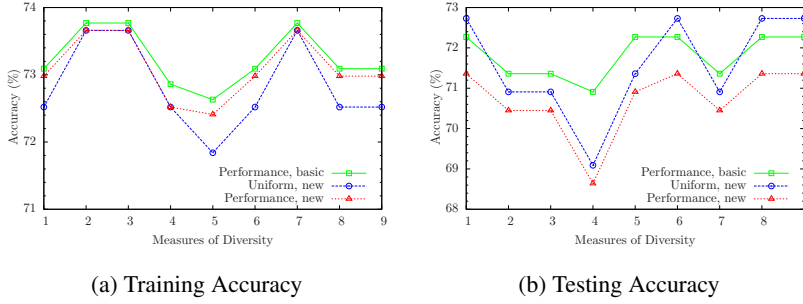 74
73
72
71
1 2 3 4 5 6 7 8 9
Accuracy (%)
Measures of Diversity
Performance, basic
Uniform, new
Performance, new
(a) Training Accuracy
73
72
71
70
69
68
1 2 3 4 5 6 7 8
Accuracy (%)
Measures of Diversity
Performance, basic
Uniform, new
Performance, new
(b) Testing Accuracy